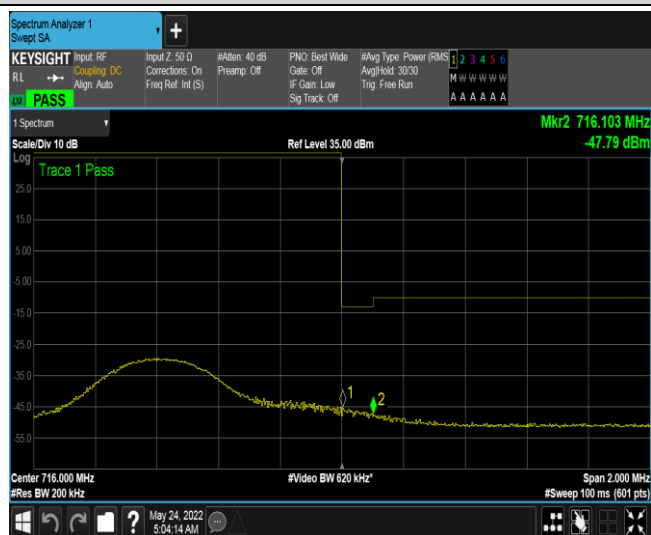 Spectrum Analyzer 1
Swept SA
+
KEYSIGHT
RL
Input: RF
Coupling: DC
Align: Auto
Input Z: 50 Ω
Corrections: On
Freq Ref: Int (S)
#Atten: 40 dB
Preamp: Off
PNO: Best Wide
Gate: Off
IF Gain: Low
Sig Track: Off
#Avg Type: Power (RMS
Avg|Hold: 30/30
Trig: Free Run
1 2 3 4 5 6
M W W W W W
A A A A A A
PASS
1 Spectrum
Mkr2 716.103 MHz
Scale/Div 10 dB
Ref Level 35.00 dBm
-47.79 dBm
Log
Trace 1 Pass
25.0
15.0
5.00
-5.00
-15.0
-25.0
-35.0
1
2
-45.0
-55.0
Center 716.000 MHz
#Video BW 620 kHz*
Span 2.000 MHz
#Res BW 200 kHz
#Sweep 100 ms (601 pts)
?
May 24, 2022
5:04:14 AM